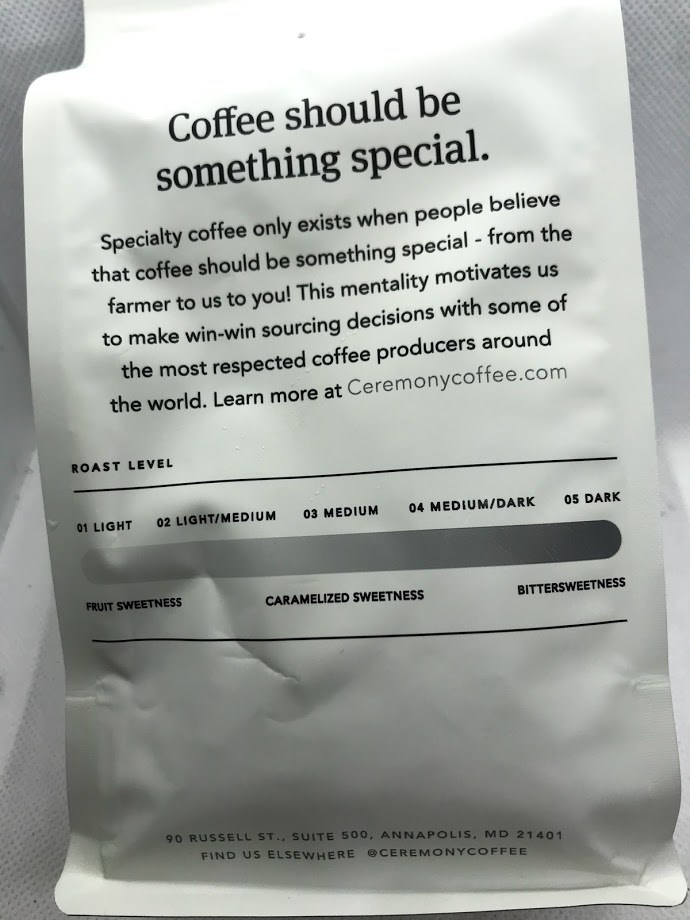 Coffee should be
something special.
Specialty coffee only exists when people believe
that coffee should be something special - from the
farmer to us to you! This mentality motivates us
to make win-win sourcing decisions with some of
the most respected coffee producers around
the world. Learn more at Ceremonycoffee.com
ROAST LEVEL
01 LIGHT 02 LIGHT/MEDIUM 03 MEDIUM 04 MEDIUM/DARK 05 DARK
FRUIT SWEETNESS CARAMELIZED SWEETNESS BITTERSWEETNESS
90 RUSSELL ST., SUITE 500, ANNAPOLIS, MD 21401
FIND US ELSEWHERE @CEREMONYCOFFEE